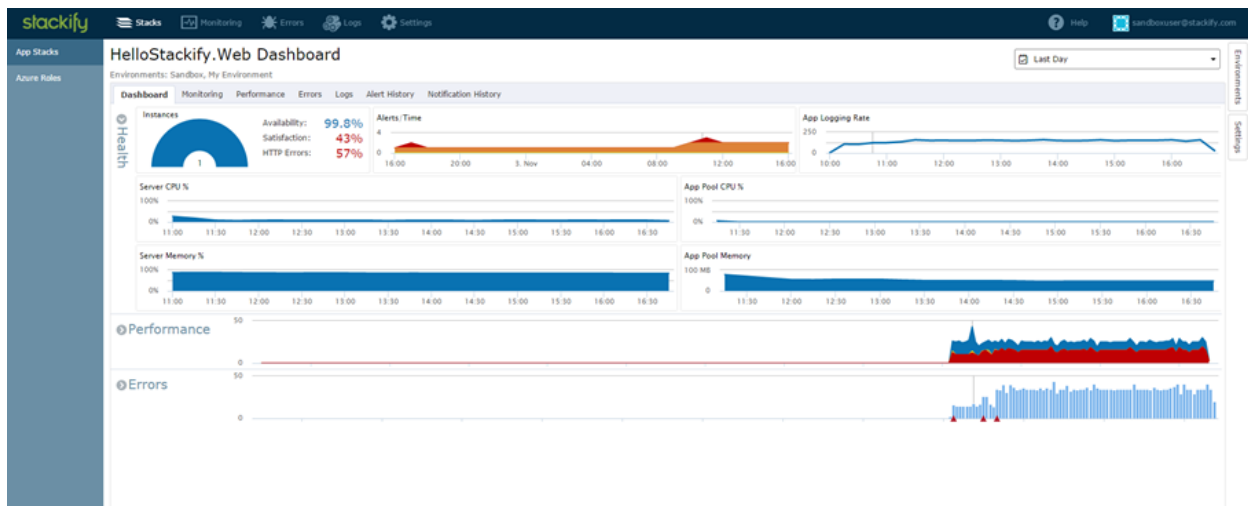 stackify Stacks Monitoring Errors Logs Settings Help sandboxuser@stackify.com
App Stacks
Azure Roles
HelloStackify.Web Dashboard
Last Day
Environments: Sandbox, My Environment
Dashboard Monitoring Performance Errors Logs Alert History Notification History
Environments
Settings
Health
Instances
1
Availability: 99.8%
Satisfaction: 43%
HTTP Errors: 57%
Alerts/Time
4
0
16:00 20:00 3. Nov 04:00 08:00 12:00 16:00
App Logging Rate
250
0
10:00 11:00 12:00 13:00 14:00 15:00 16:00
Server CPU %
100%
0%
11:00 11:30 12:00 12:30 13:00 13:30 14:00 14:30 15:00 15:30 16:00 16:30
App Pool CPU %
100%
0%
11:30 12:00 12:30 13:00 13:30 14:00 14:30 15:00 15:30 16:00 16:30
Server Memory %
100%
0%
11:00 11:30 12:00 12:30 13:00 13:30 14:00 14:30 15:00 15:30 16:00 16:30
App Pool Memory
100 MB
0
11:30 12:00 12:30 13:00 13:30 14:00 14:30 15:00 15:30 16:00 16:30
Performance
50
0
Errors
50
0